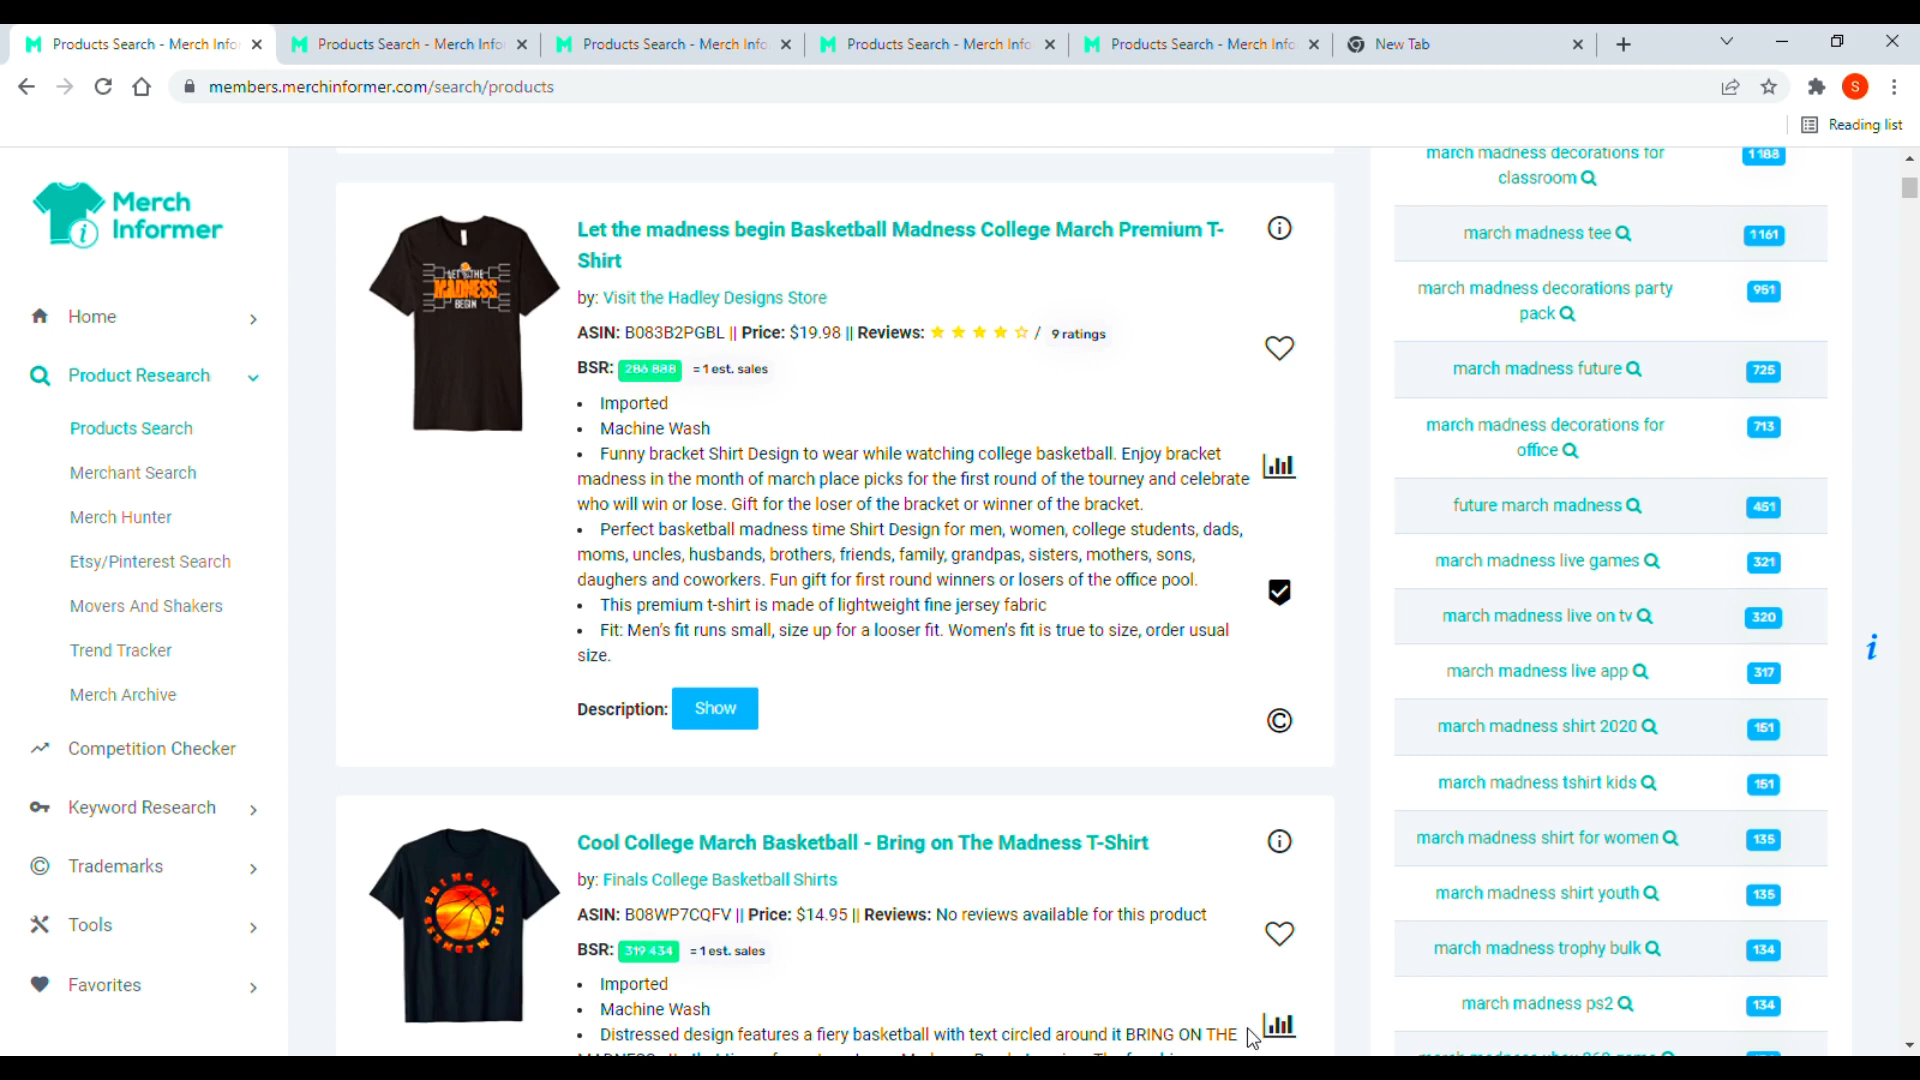 Products Search - Merch Info
Products Search - Merch Info
Products Search - Merch Info
Products Search - Merch Info
Products Search - Merch Info
New Tab
members.merchinformer.com/search/products
S
Reading list
Merch
Informer
Home
Product Research
Products Search
Merchant Search
Merch Hunter
Etsy/Pinterest Search
Movers And Shakers
Trend Tracker
Merch Archive
Competition Checker
Keyword Research
Trademarks
Tools
Favorites
LET THE
MADNESS
BEGIN
Let the madness begin Basketball Madness College March Premium T-
Shirt
by: Visit the Hadley Designs Store
ASIN: B083B2PGBL || Price: $19.98 || Reviews: / 9 ratings
BSR: 286 888 = 1 est. sales
• Imported
• Machine Wash
• Funny bracket Shirt Design to wear while watching college basketball. Enjoy bracket
madness in the month of march place picks for the first round of the tourney and celebrate
who will win or lose. Gift for the loser of the bracket or winner of the bracket.
• Perfect basketball madness time Shirt Design for men, women, college students, dads,
moms, uncles, husbands, brothers, friends, family, grandpas, sisters, mothers, sons,
daughers and coworkers. Fun gift for first round winners or losers of the office pool.
• This premium t-shirt is made of lightweight fine jersey fabric
• Fit: Men's fit runs small, size up for a looser fit. Women's fit is true to size, order usual
size.
Description: Show
BRING ON THE MADNESS
Cool College March Basketball - Bring on The Madness T-Shirt
by: Finals College Basketball Shirts
ASIN: B08WP7CQFV || Price: $14.95 || Reviews: No reviews available for this product
BSR: 319 434 = 1 est. sales
• Imported
• Machine Wash
• Distressed design features a fiery basketball with text circled around it BRING ON THE
march madness decorations for 1188
classroom
march madness tee 1161
march madness decorations party 951
pack
march madness future 725
march madness decorations for 713
office
future march madness 451
march madness live games 321
march madness live on tv 320
march madness live app 317
march madness shirt 2020 151
march madness tshirt kids 151
march madness shirt for women 135
march madness shirt youth 135
march madness trophy bulk 134
march madness ps2 134
i